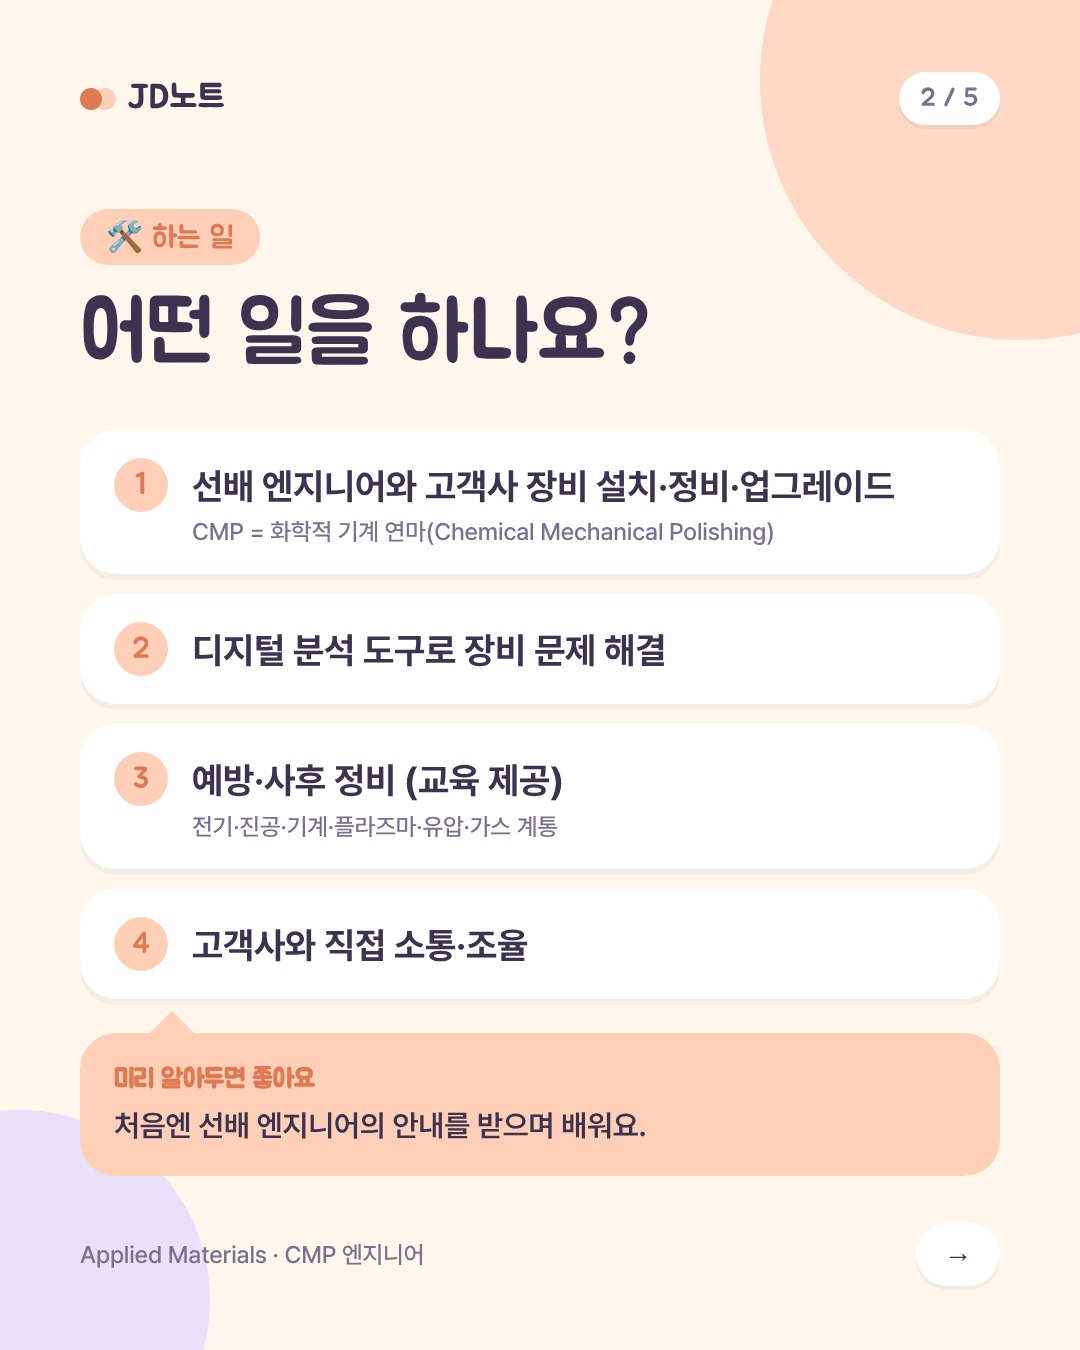 JD노트
2 / 5
🛠️ 하는 일
어떤 일을 하나요?
1
선배 엔지니어와 고객사 장비 설치·정비·업그레이드
CMP = 화학적 기계 연마(Chemical Mechanical Polishing)
2
디지털 분석 도구로 장비 문제 해결
3
예방·사후 정비 (교육 제공)
전기·진공·기계·플라즈마·유압·가스 계통
4
고객사와 직접 소통·조율
미리 알아두면 좋아요
처음엔 선배 엔지니어의 안내를 받으며 배워요.
Applied Materials · CMP 엔지니어
→